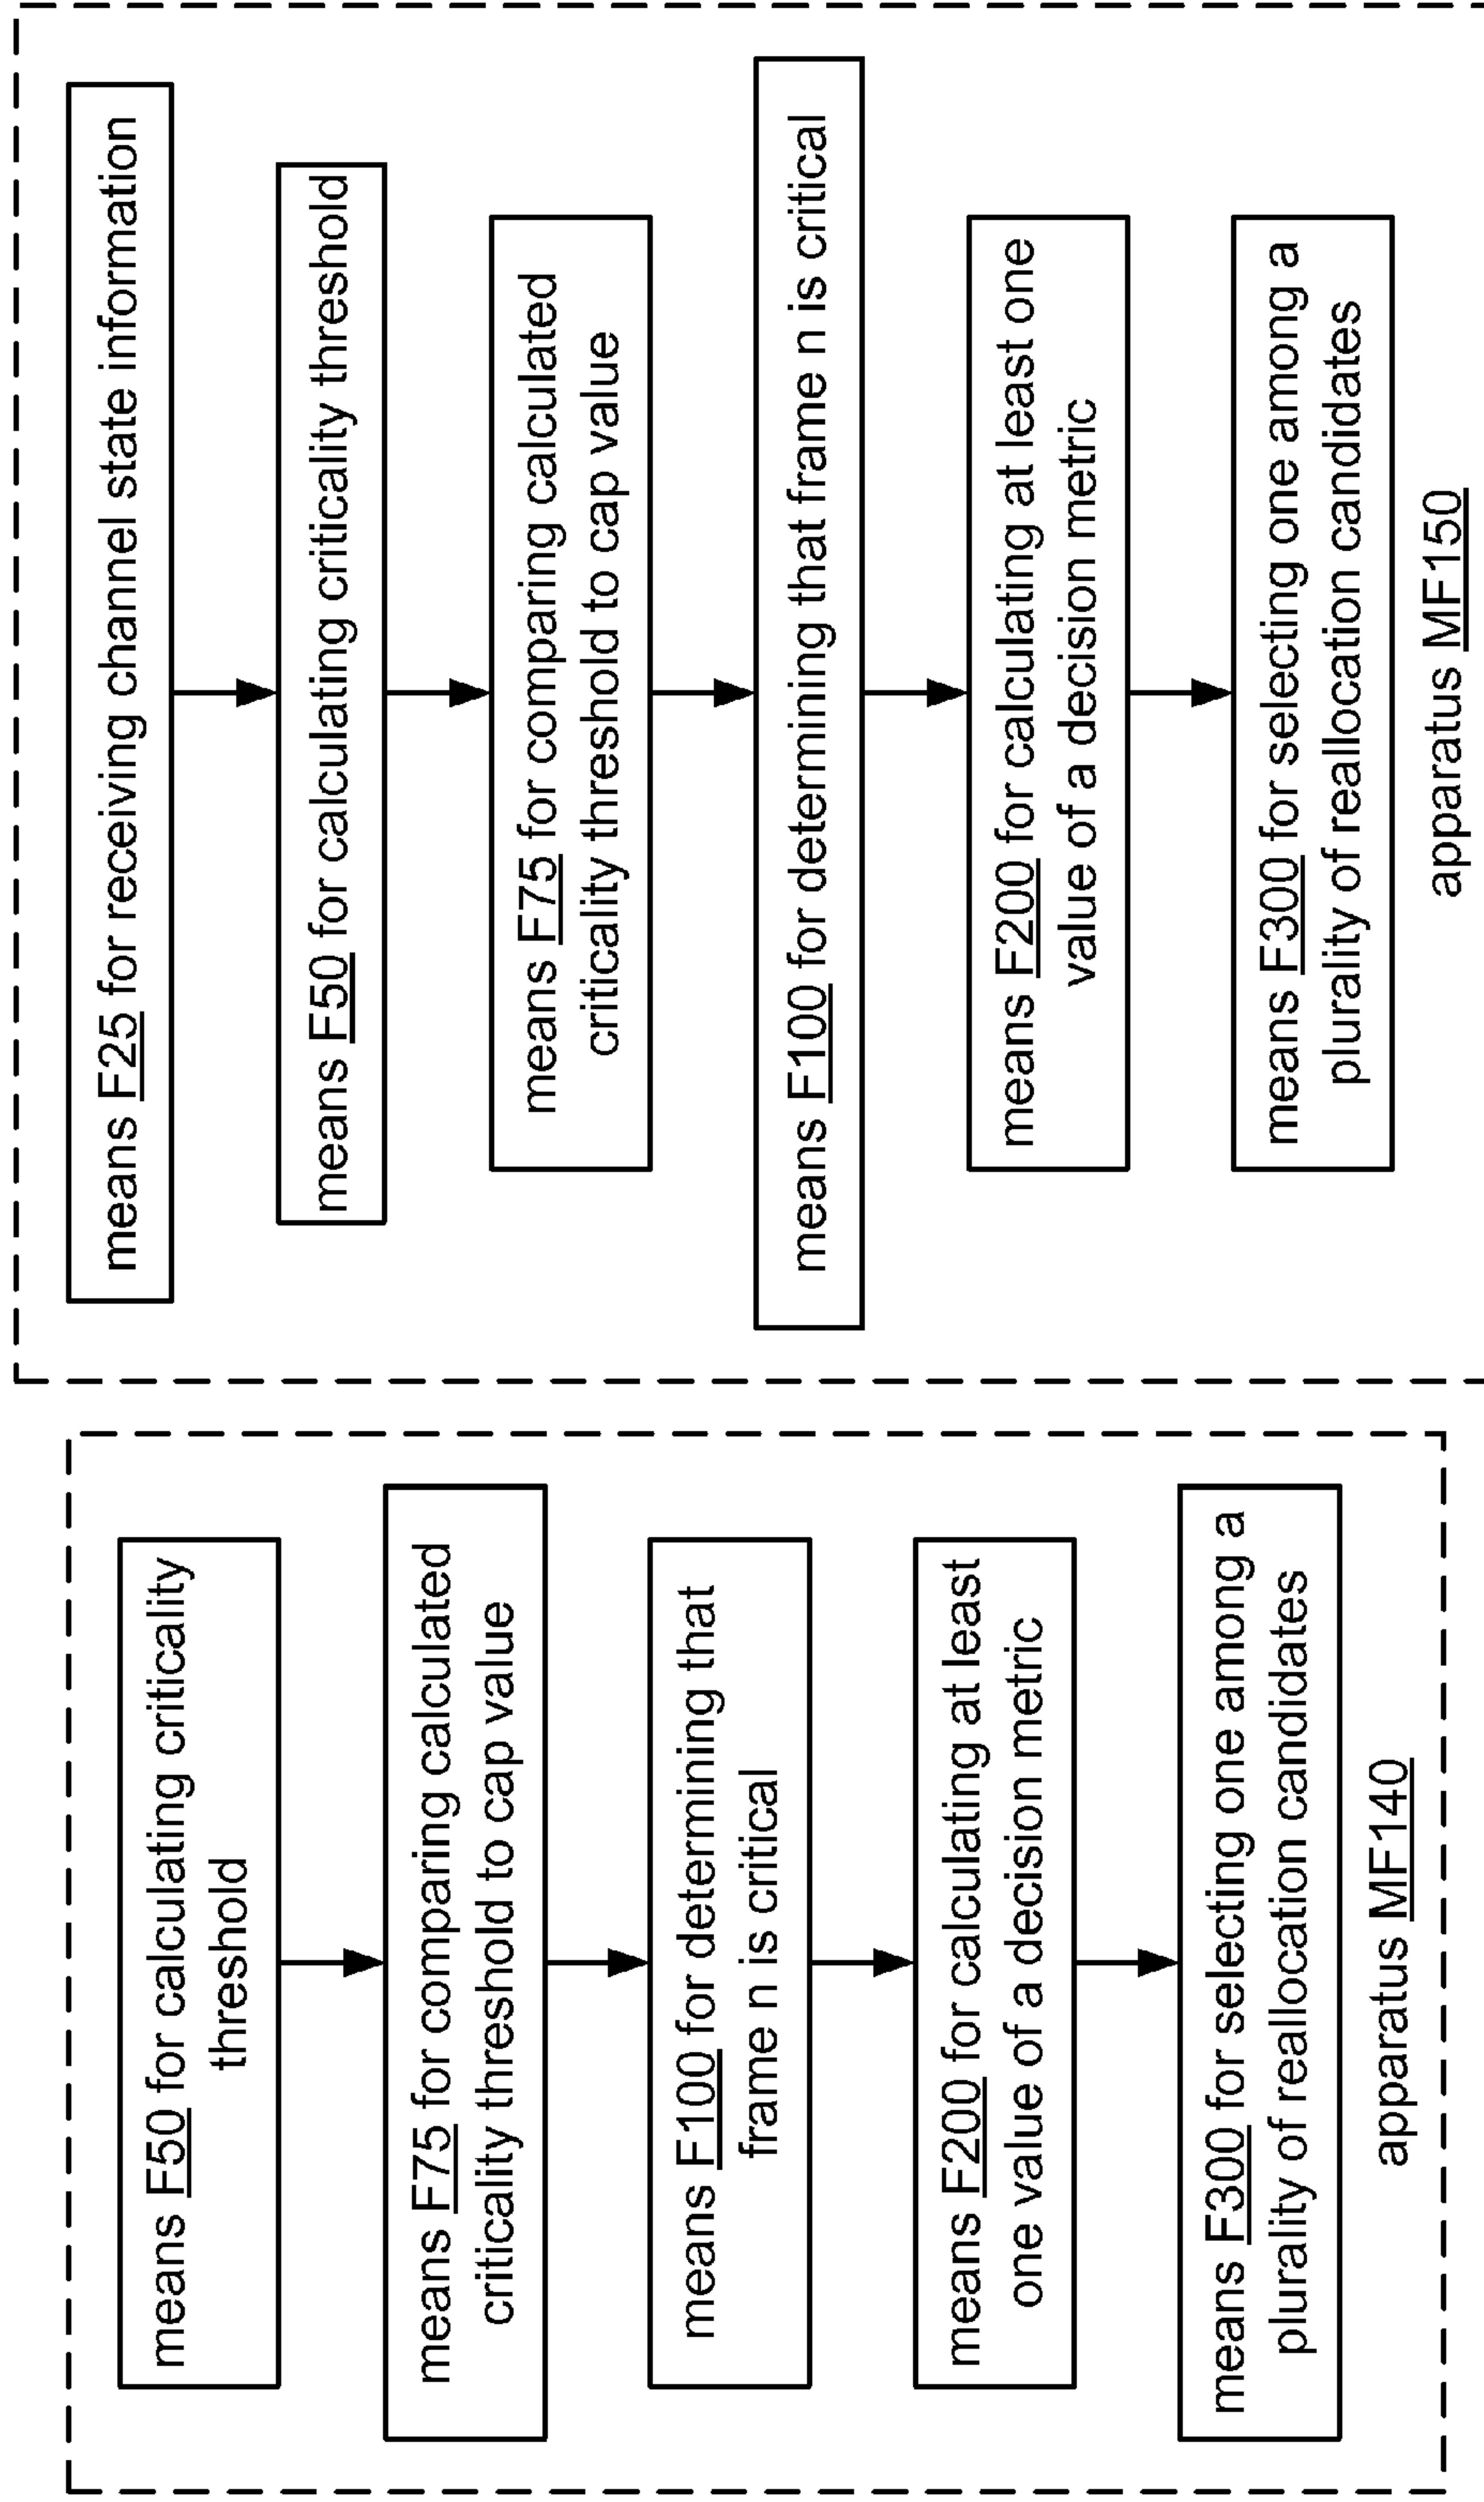 means F50 for calculating criticality
threshold
means F75 for comparing calculated
criticality threshold to cap value
means F100 for determining that
frame n is critical
means F200 for calculating at least
one value of a decision metric
means F300 for selecting one among a
plurality of reallocation candidates
apparatus MF140
means F25 for receiving channel state information
means F50 for calculating criticality threshold
means F75 for comparing calculated
criticality threshold to cap value
means F100 for determining that frame n is critical
means F200 for calculating at least one
value of a decision metric
means F300 for selecting one among a
plurality of reallocation candidates
apparatus MF150